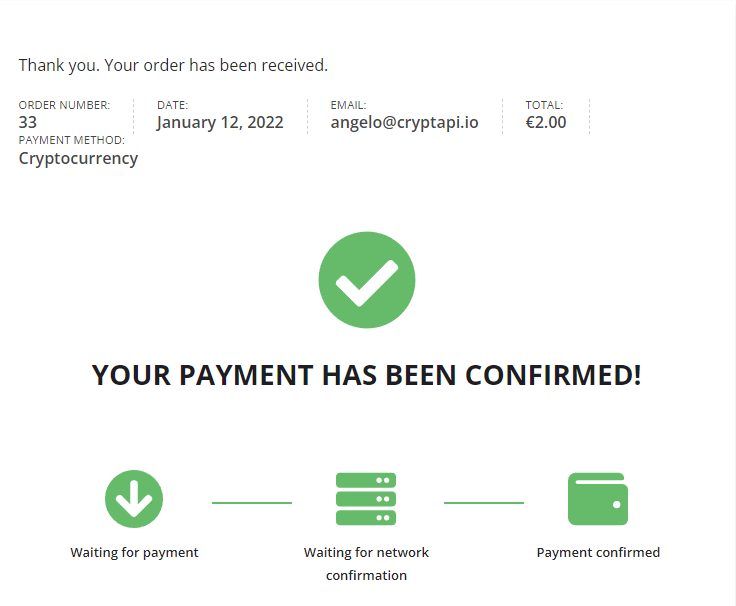 Thank you. Your order has been received.
ORDER NUMBER:
33
DATE:
January 12, 2022
EMAIL:
angelo@cryptapi.io
TOTAL:
€2.00
PAYMENT METHOD:
Cryptocurrency
YOUR PAYMENT HAS BEEN CONFIRMED!
Waiting for payment
Waiting for network
confirmation
Payment confirmed